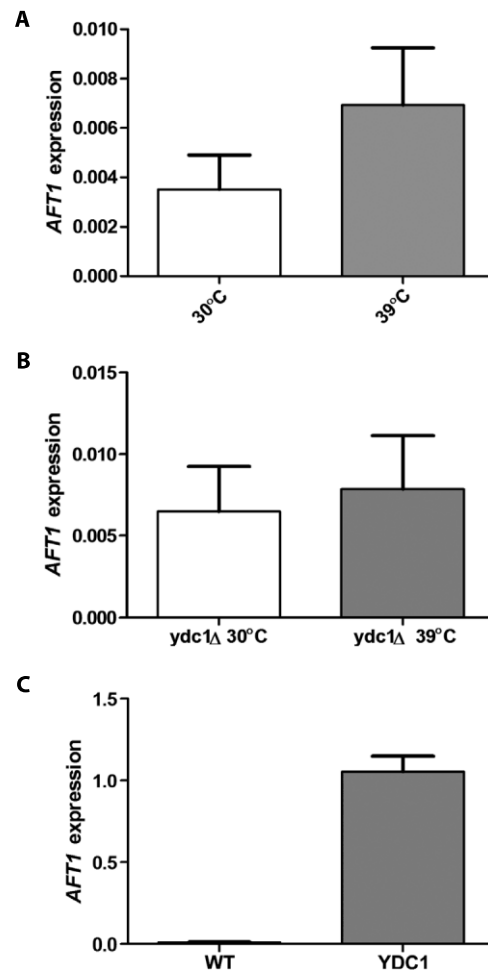 A
AFT1 expression
0.010
0.008
0.006
0.004
0.002
0.000
30°C
39°C
B
AFT1 expression
0.015
0.010
0.005
0.000
ydc1Δ 30°C
ydc1Δ 39°C
C
AFT1 expression
1.5
1.0
0.5
0.0
WT
YDC1